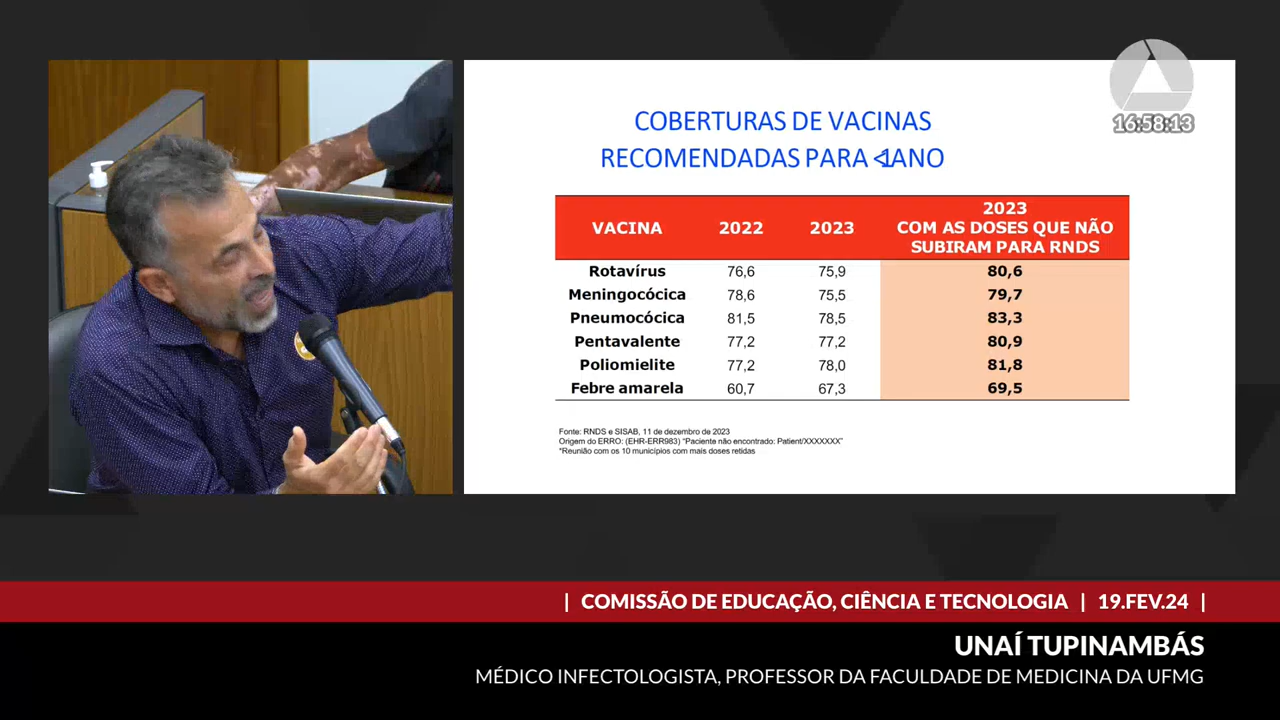 16:58:13
COBERTURAS DE VACINAS
RECOMENDADAS PARA <1ANO
VACINA 2022 2023 2023 COM AS DOSES QUE NÃO SUBIRAM PARA RNDS
Rotavírus 76,6 75,9 80,6
Meningocócica 78,6 75,5 79,7
Pneumocócica 81,5 78,5 83,3
Pentavalente 77,2 77,2 80,9
Poliomielite 77,2 78,0 81,8
Febre amarela 60,7 67,3 69,5
Fonte: RNDS e SISAB, 11 de dezembro de 2023
Origem do ERRO: (EHR-ERR983) "Paciente não encontrado: Patient/XXXXXXX"
*Reunião com os 10 municípios com mais doses retidas
| COMISSÃO DE EDUCAÇÃO, CIÊNCIA E TECNOLOGIA | 19.FEV.24 |
UNAÍ TUPINAMBÁS
MÉDICO INFECTOLOGISTA, PROFESSOR DA FACULDADE DE MEDICINA DA UFMG